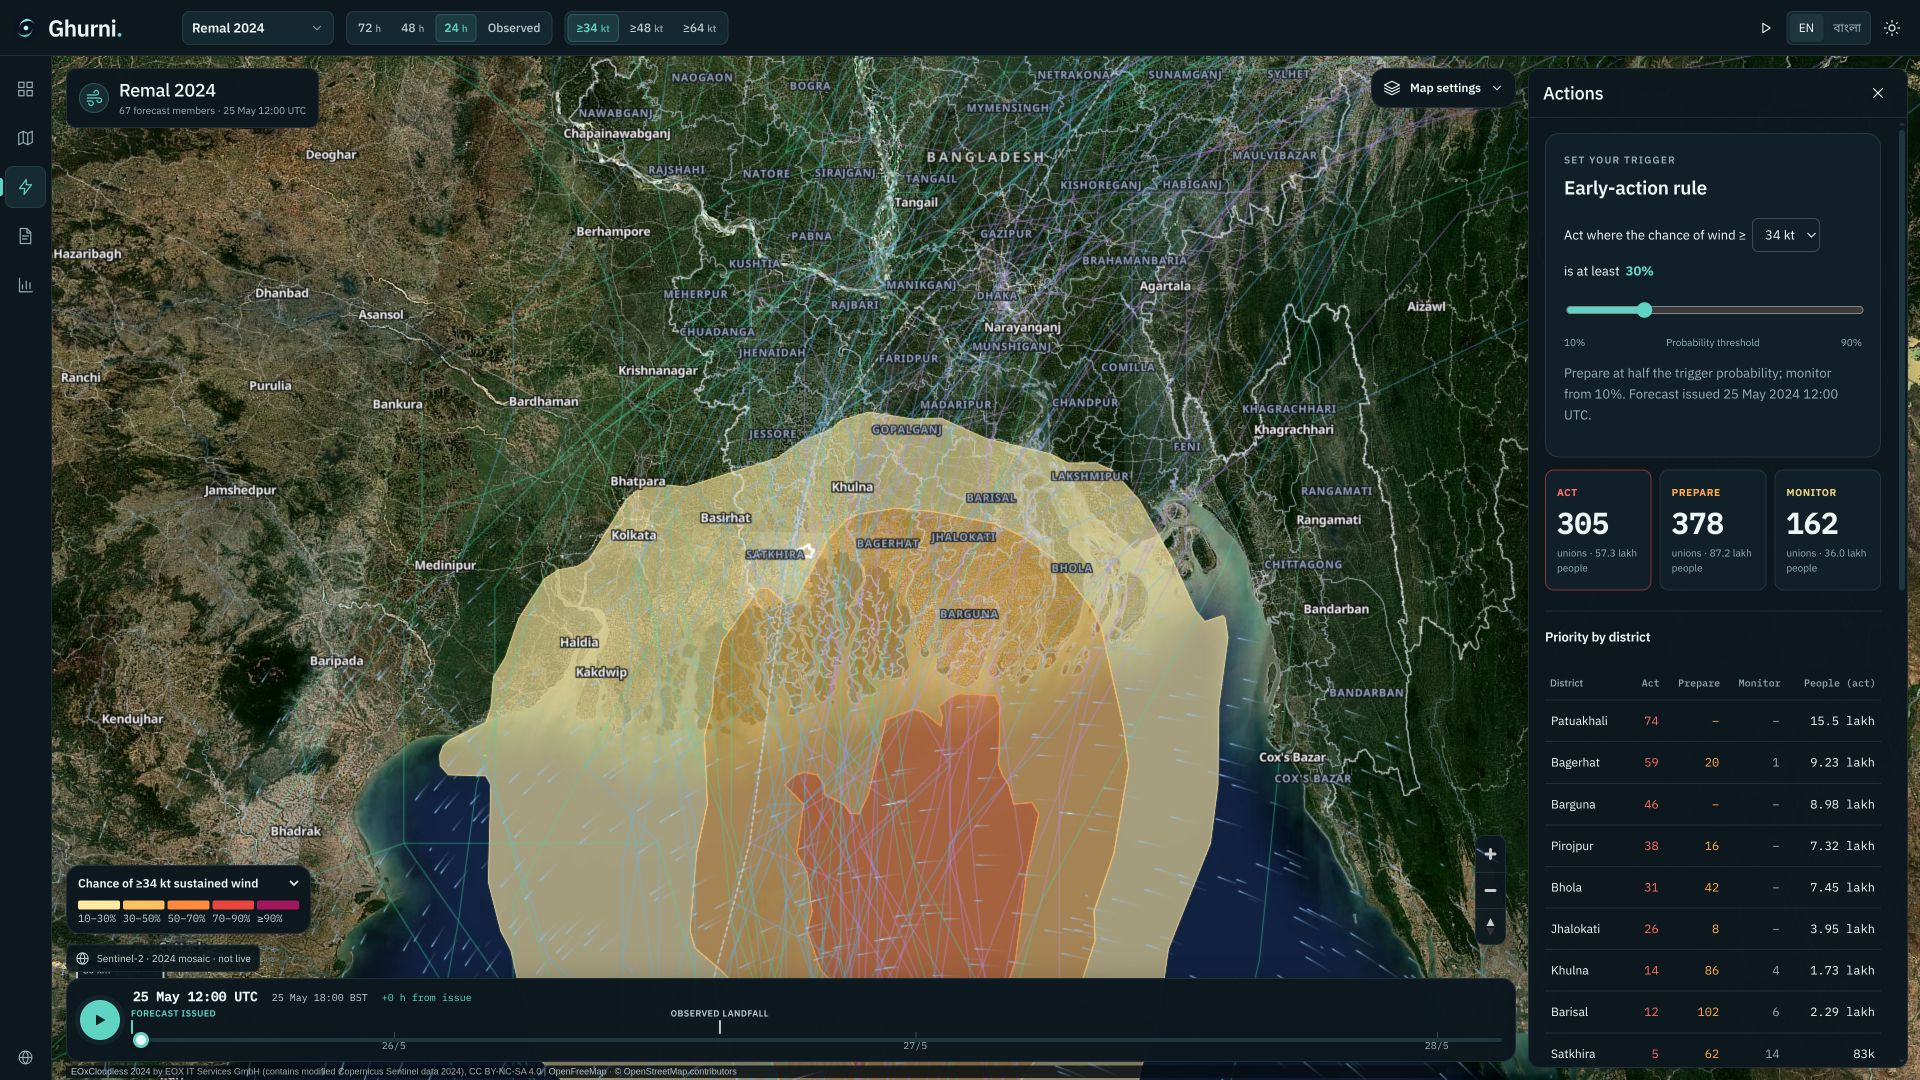 Ghurni.
Remal 2024
72 h 48 h 24 h Observed
≥34 kt ≥48 kt ≥64 kt
EN বাংলা
Remal 2024
67 forecast members · 25 May 12:00 UTC
Map settings
NAOGAON
BOGRA
NETRAKONA
SUNAMGANJ
SYLHET
NAWABGANJ
MYMENSINGH
Chapainawabganj
Deoghar
BANGLADESH
MAULVIBAZAR
RAJSHAHI
NATORE
SIRAJGANJ
TANGAIL
KISHOREGANJ
HABIGANJ
Tangail
Berhampore
PABNA
GAZIPUR
Hazaribagh
KUSHTIA
BRAHAMANBARIA
Dhanbad
MEHERPUR
MANIKGANJ
DHAKA
Agartala
Asansol
RAJBARI
Aizawl
CHUADANGA
Narayanganj
MUNSHIGANJ
JHENAIDAH
FARIDPUR
Krishnanagar
COMILLA
Ranchi
Purulia
Bankura
Bardhaman
MADARIPUR
CHANDPUR
KHAGRACHHARI
JESSORE
GOPALGANJ
Khagrachhari
FENI
Bhatpara
LAKSHMIPUR
Jamshedpur
Khulna
BARISAL
RANGAMATI
Basirhat
Rangamati
Kolkata
BAGERHAT
JHALOKATI
SATKHIRA
Medinipur
BHOLA
CHITTAGONG
BARGUNA
Bandarban
Haldia
Baripada
Kakdwip
BANDARBAN
Kendujhar
Cox's Bazar
COX'S BAZAR
Bhadrak
Chance of ≥34 kt sustained wind
10–30% 30–50% 50–70% 70–90% ≥90%
Sentinel-2 · 2024 mosaic · not live
25 May 12:00 UTC 25 May 18:00 BST +0 h from issue
FORECAST ISSUED
OBSERVED LANDFALL
26/5 27/5 28/5
EOxCloudless 2024 by EOX IT Services GmbH (contains modified Copernicus Sentinel data 2024), CC BY-NC-SA 4.0 | OpenFreeMap · © OpenStreetMap contributors
Actions
SET YOUR TRIGGER
Early-action rule
Act where the chance of wind ≥ 34 kt
is at least 30%
10% Probability threshold 90%
Prepare at half the trigger probability; monitor
from 10%. Forecast issued 25 May 2024 12:00
UTC.
ACT
305
unions · 57.3 lakh
people
PREPARE
378
unions · 87.2 lakh
people
MONITOR
162
unions · 36.0 lakh
people
Priority by district
District Act Prepare Monitor People (act)
Patuakhali 74 – – 15.5 lakh
Bagerhat 59 20 1 9.23 lakh
Barguna 46 – – 8.98 lakh
Pirojpur 38 16 – 7.32 lakh
Bhola 31 42 – 7.45 lakh
Jhalokati 26 8 – 3.95 lakh
Khulna 14 86 4 1.73 lakh
Barisal 12 102 6 2.29 lakh
Satkhira 5 62 14 83k